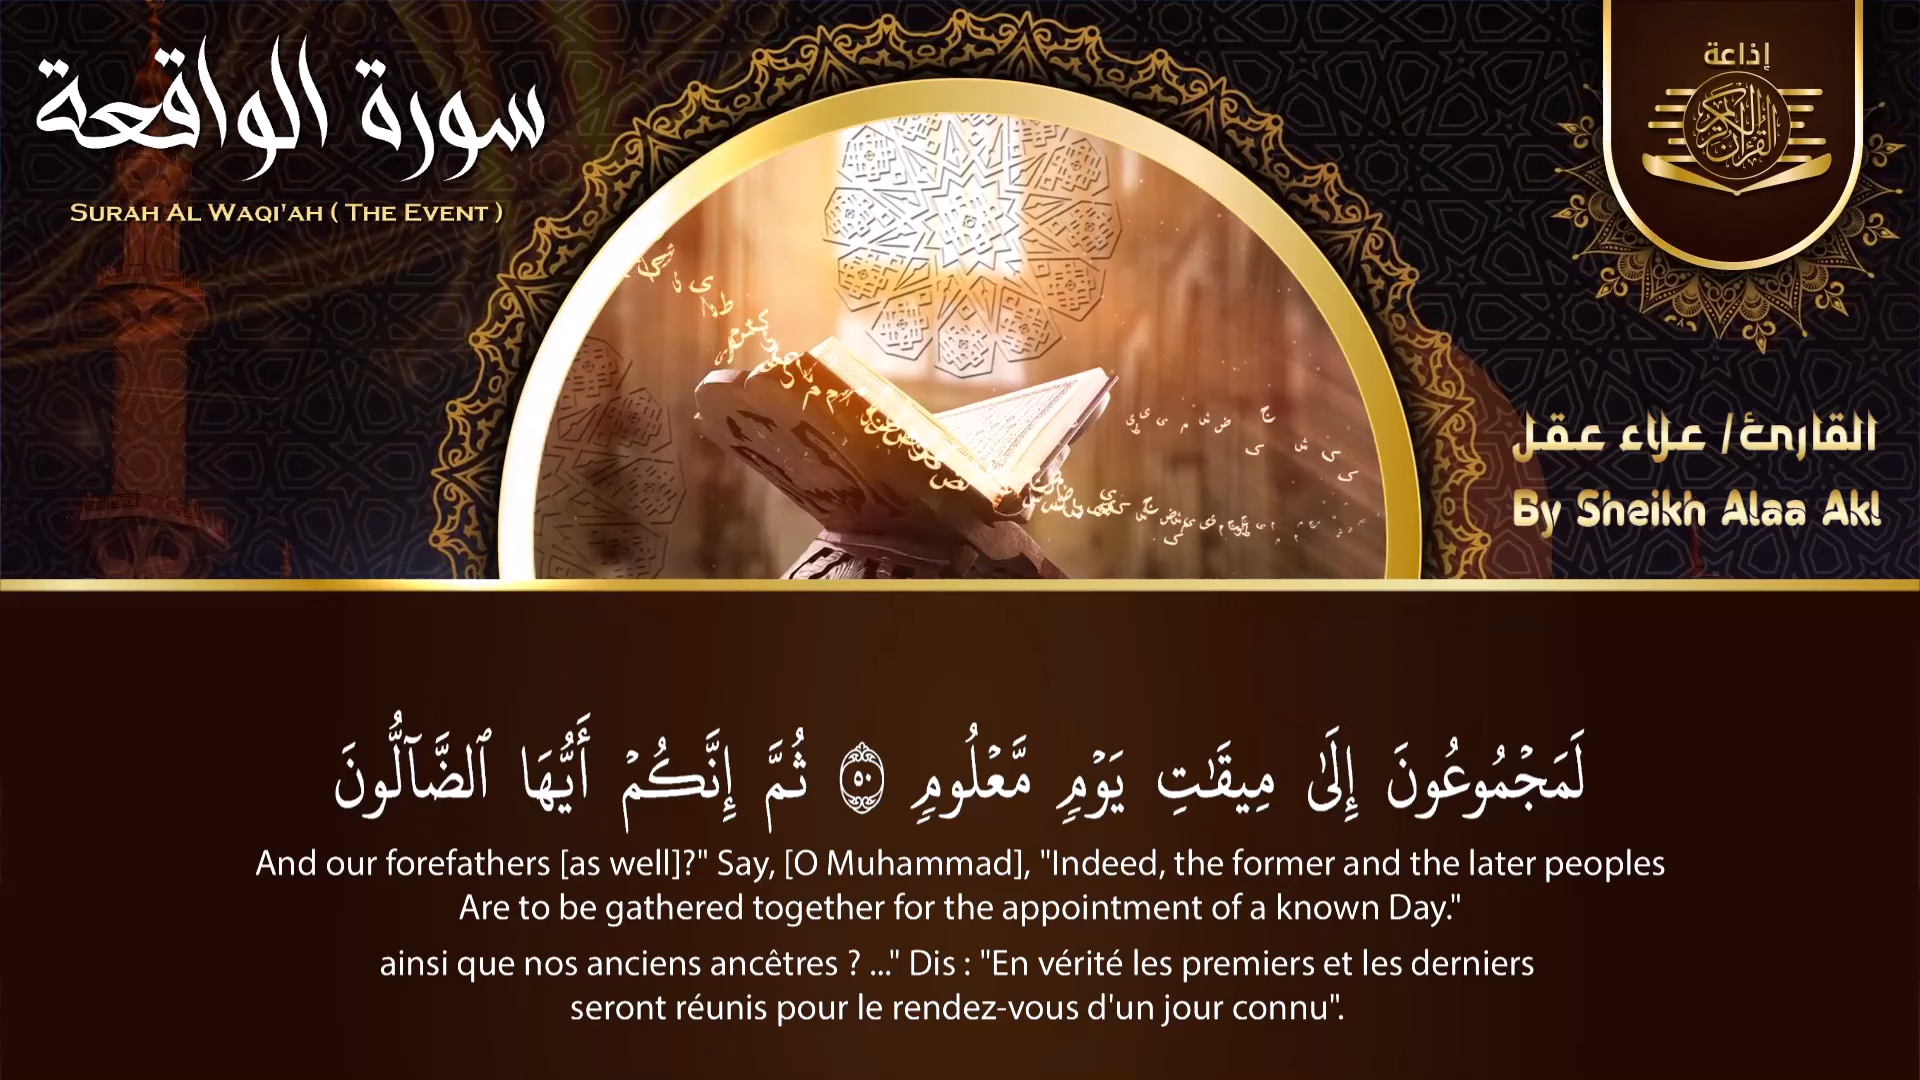 سورة الواقعة
SURAH AL WAQI'AH ( THE EVENT )
إذاعة
القرآن الكريم
القارئ/ علاء عقل
By Sheikh Alaa Akl
لَمَجْمُوعُونَ إِلَىٰ مِيقَٰتِ يَوْمٍ مَّعْلُومٍ ۝٥٠ ثُمَّ إِنَّكُمْ أَيُّهَا ٱلضَّآلُّونَ
And our forefathers [as well]?" Say, [O Muhammad], "Indeed, the former and the later peoples
Are to be gathered together for the appointment of a known Day."
ainsi que nos anciens ancêtres ? ..." Dis : "En vérité les premiers et les derniers
seront réunis pour le rendez-vous d'un jour connu".